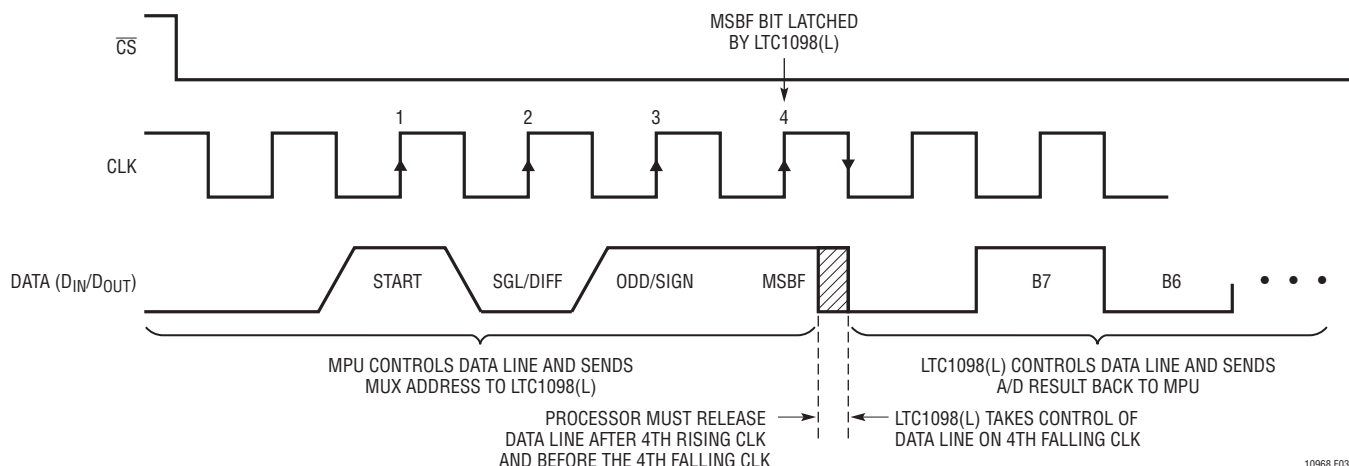 MSBF BIT LATCHED
BY LTC1098(L)
CS
1 2 3 4
CLK
DATA (DIN/DOUT)
START SGL/DIFF ODD/SIGN MSBF B7 B6 • • •
MPU CONTROLS DATA LINE AND SENDS
MUX ADDRESS TO LTC1098(L)
LTC1098(L) CONTROLS DATA LINE AND SENDS
A/D RESULT BACK TO MPU
PROCESSOR MUST RELEASE
DATA LINE AFTER 4TH RISING CLK
AND BEFORE THE 4TH FALLING CLK
LTC1098(L) TAKES CONTROL OF
DATA LINE ON 4TH FALLING CLK
10968 F03